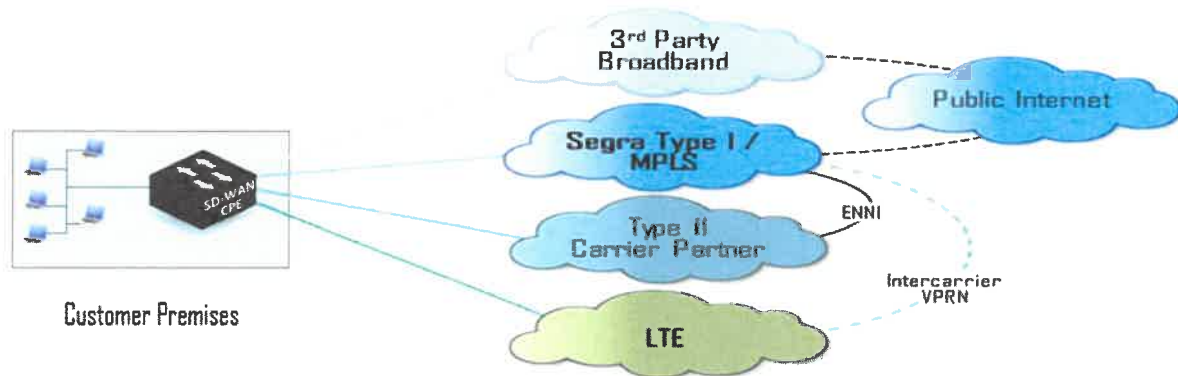 3rd Party
Broadband
Public Internet
Segra Type I /
MPLS
SD-WAN
CPE
ENNI
Type II
Carrier Partner
Intercarrier
VPRN
Customer Premises
LTE